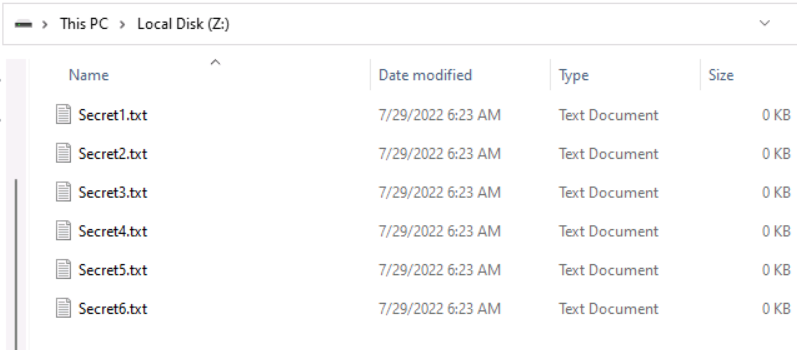 This PC > Local Disk (Z:)
Name Date modified Type Size
Secret1.txt 7/29/2022 6:23 AM Text Document 0 KB
Secret2.txt 7/29/2022 6:23 AM Text Document 0 KB
Secret3.txt 7/29/2022 6:23 AM Text Document 0 KB
Secret4.txt 7/29/2022 6:23 AM Text Document 0 KB
Secret5.txt 7/29/2022 6:23 AM Text Document 0 KB
Secret6.txt 7/29/2022 6:23 AM Text Document 0 KB